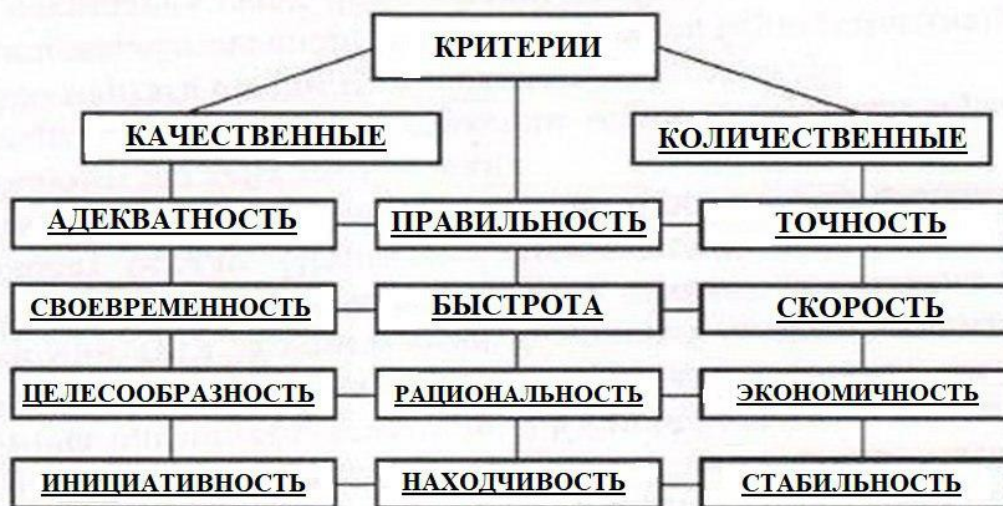 КРИТЕРИИ
КАЧЕСТВЕННЫЕ КОЛИЧЕСТВЕННЫЕ
АДЕКВАТНОСТЬ ПРАВИЛЬНОСТЬ ТОЧНОСТЬ
СВОЕВРЕМЕННОСТЬ БЫСТРОТА СКОРОСТЬ
ЦЕЛЕСООБРАЗНОСТЬ РАЦИОНАЛЬНОСТЬ ЭКОНОМИЧНОСТЬ
ИНИЦИАТИВНОСТЬ НАХОДЧИВОСТЬ СТАБИЛЬНОСТЬ